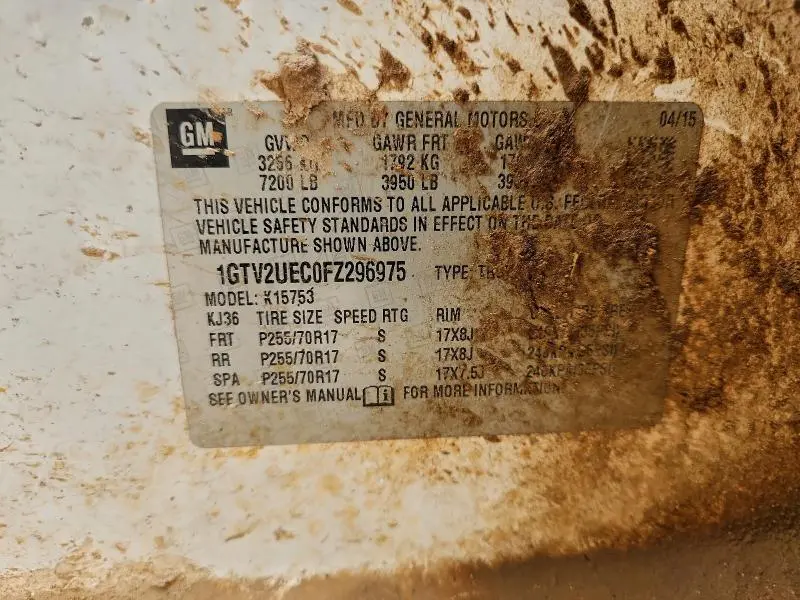 GM
MFD BY GENERAL MOTORS 04/15
GAWR FRT
1792 KG
7200 LB 3950 LB
THIS VEHICLE CONFORMS TO ALL APPLICABLE U.S.
VEHICLE SAFETY STANDARDS IN EFFECT ON THE
MANUFACTURE SHOWN ABOVE.
1GTV2UEC0FZ296975 TYPE:
MODEL: K15753
KJ36 TIRE SIZE SPEED RTG RIM
FRT P255/70R17 S 17X8J
RR P255/70R17 S 17X8J
SPA P255/70R17 S 17X7.5J
SEE OWNER'S MANUAL FOR MORE INFORMATION